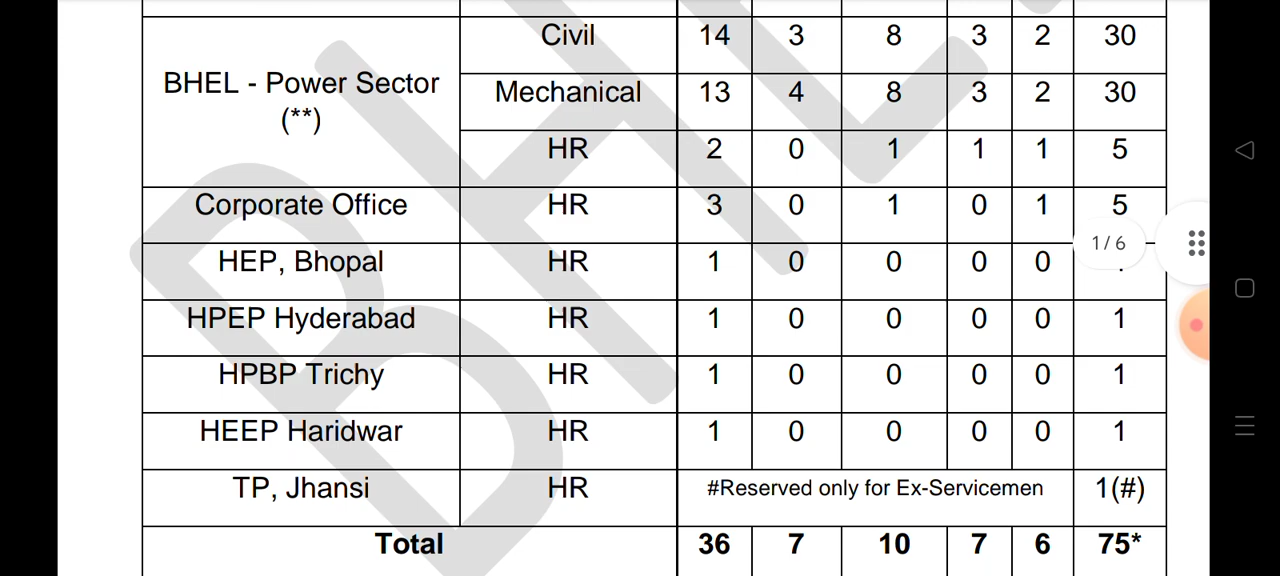 Civil 14 3 8 3 2 30
BHEL - Power Sector
(**)
Mechanical 13 4 8 3 2 30
HR 2 0 1 1 1 5
Corporate Office HR 3 0 1 0 1 5
1/6
HEP, Bhopal HR 1 0 0 0 0
HPEP Hyderabad HR 1 0 0 0 0 1
HPBP Trichy HR 1 0 0 0 0 1
HEEP Haridwar HR 1 0 0 0 0 1
TP, Jhansi HR #Reserved only for Ex-Servicemen 1(#)
Total 36 7 10 7 6 75*